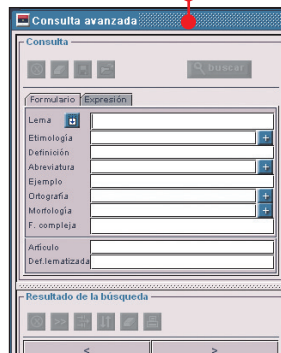 Consulta avanzada
Consulta
buscar
Formulario Expresión
Lema
Etimología +
Definición
Abreviatura +
Ejemplo
Ortografía +
Morfología +
F. compleja
Artículo
Def.lematizada
Resultado de la búsqueda
>>
< >